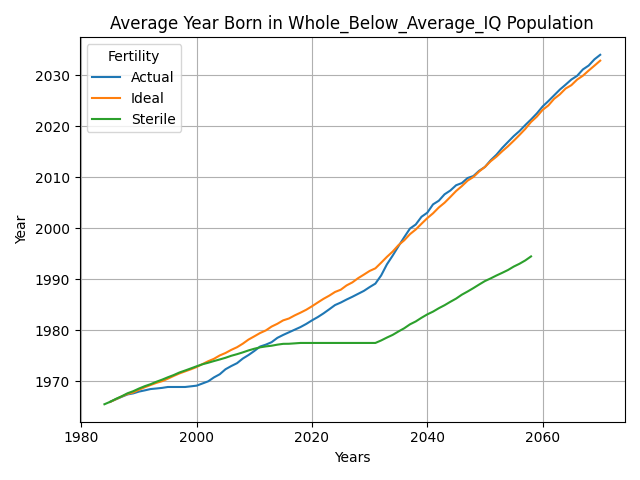 Average Year Born in Whole_Below_Average_IQ Population
Fertility
Actual
Ideal
Sterile
Year
2030
2020
2010
2000
1990
1980
1970
1980 2000 2020 2040 2060
Years